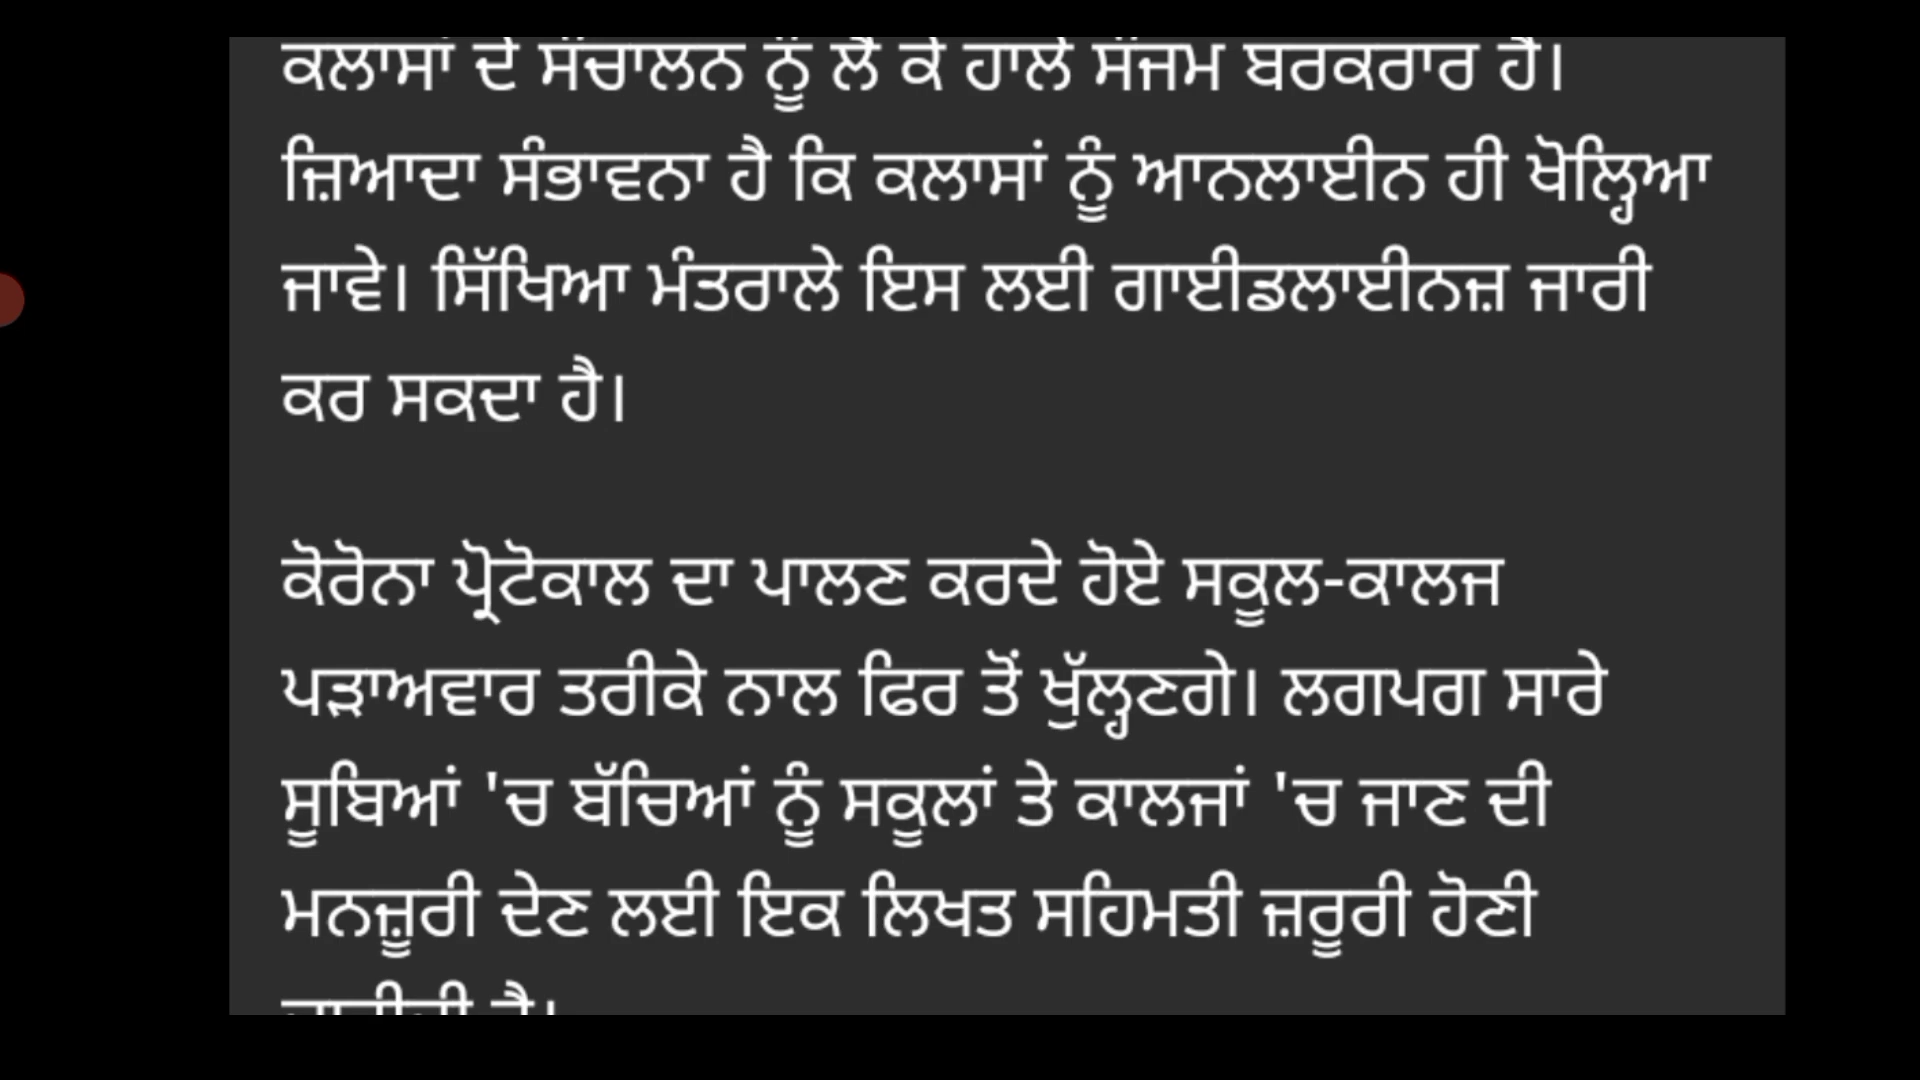 ਕਲਾਸਾਂ ਦੇ ਸੰਚਾਲਨ ਨੂੰ ਲੈ ਕੇ ਹਾਲੇ ਸੰਜਮ ਬਰਕਰਾਰ ਹੈ।
ਜ਼ਿਆਦਾ ਸੰਭਾਵਨਾ ਹੈ ਕਿ ਕਲਾਸਾਂ ਨੂੰ ਆਨਲਾਈਨ ਹੀ ਖੋਲ੍ਹਿਆ
ਜਾਵੇ। ਸਿੱਖਿਆ ਮੰਤਰਾਲੇ ਇਸ ਲਈ ਗਾਈਡਲਾਈਨਜ਼ ਜਾਰੀ
ਕਰ ਸਕਦਾ ਹੈ।
ਕੋਰੋਨਾ ਪ੍ਰੋਟੋਕਾਲ ਦਾ ਪਾਲਣ ਕਰਦੇ ਹੋਏ ਸਕੂਲ-ਕਾਲਜ
ਪੜਾਅਵਾਰ ਤਰੀਕੇ ਨਾਲ ਫਿਰ ਤੋਂ ਖੁੱਲ੍ਹਣਗੇ। ਲਗਪਗ ਸਾਰੇ
ਸੂਬਿਆਂ 'ਚ ਬੱਚਿਆਂ ਨੂੰ ਸਕੂਲਾਂ ਤੇ ਕਾਲਜਾਂ 'ਚ ਜਾਣ ਦੀ
ਮਨਜ਼ੂਰੀ ਦੇਣ ਲਈ ਇਕ ਲਿਖਤ ਸਹਿਮਤੀ ਜ਼ਰੂਰੀ ਹੋਣੀ
ਹੈ।